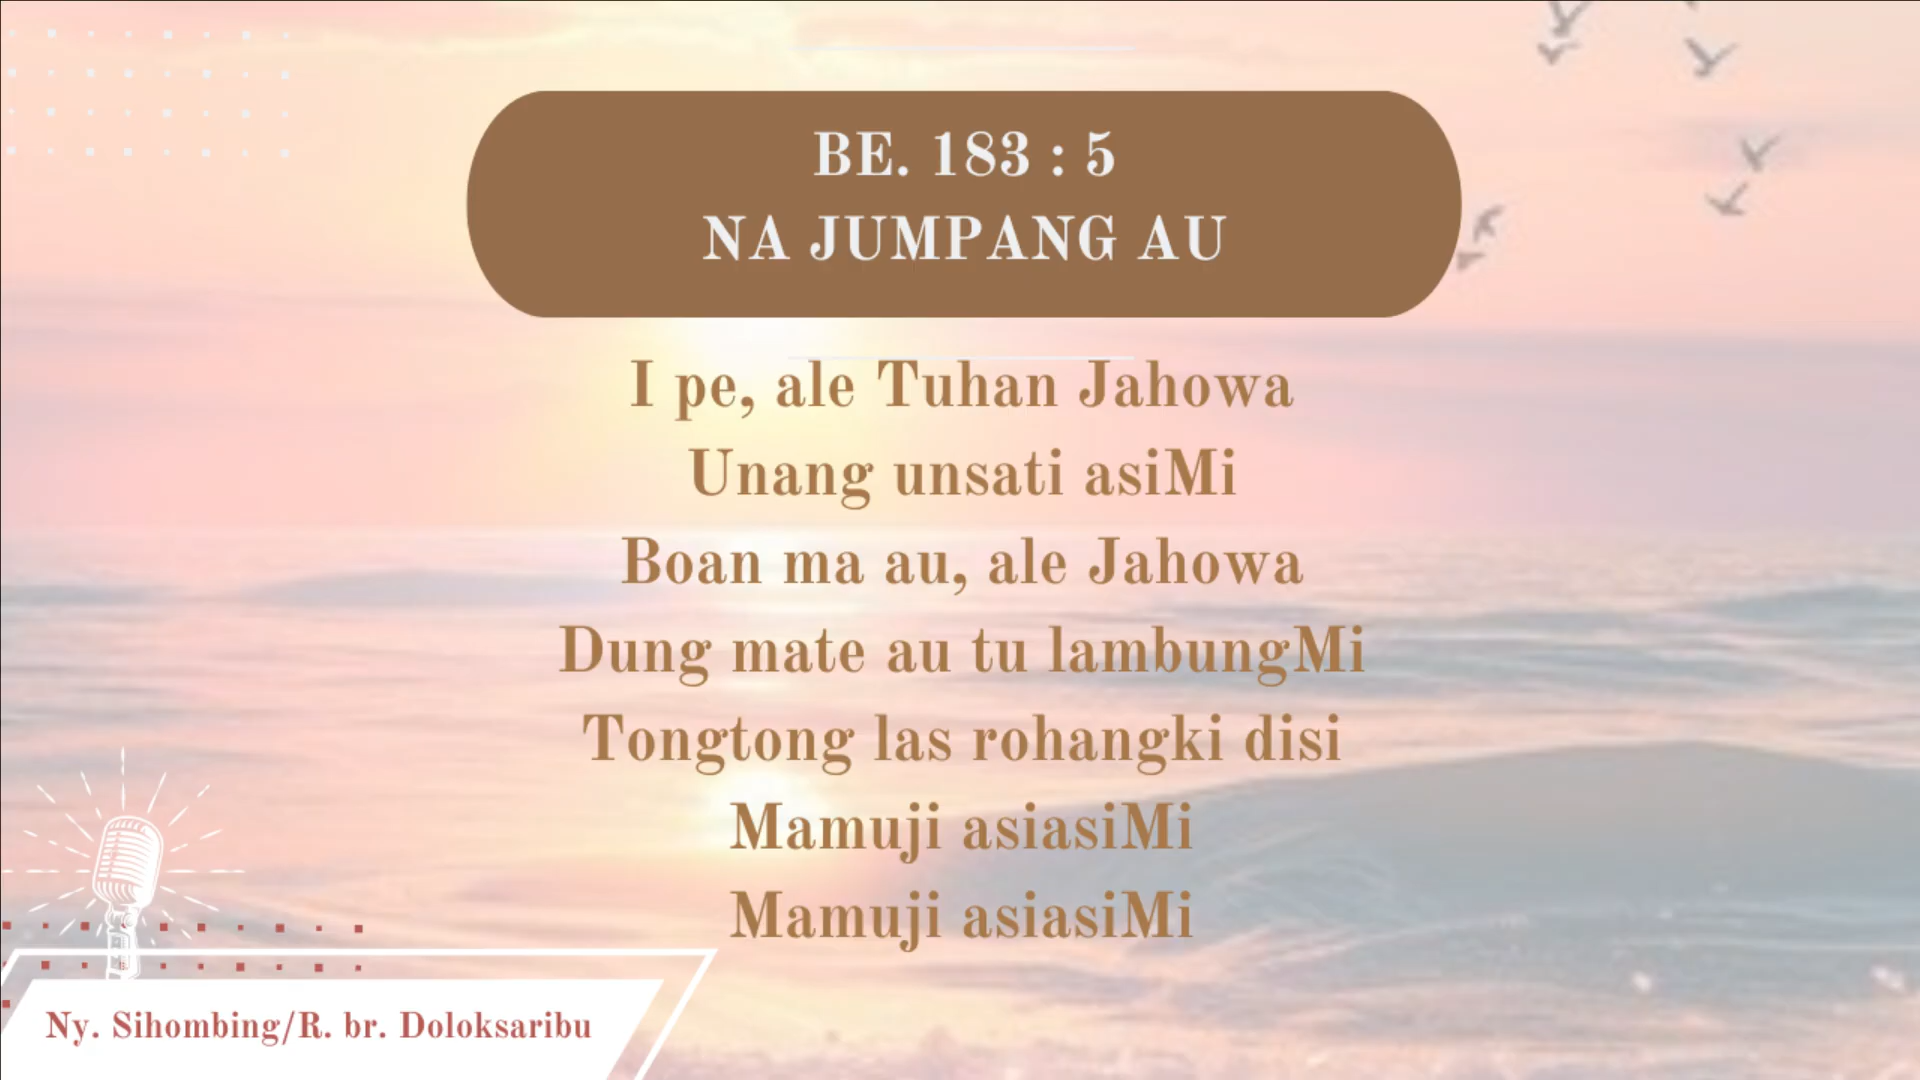 BE. 183 : 5
NA JUMPANG AU
I pe, ale Tuhan Jahowa
Unang unsati asiMi
Boan ma au, ale Jahowa
Dung mate au tu lambungMi
Tongtong las rohangki disi
Mamuji asiasiMi
Mamuji asiasiMi
Ny. Sihombing/R. br. Doloksaribu